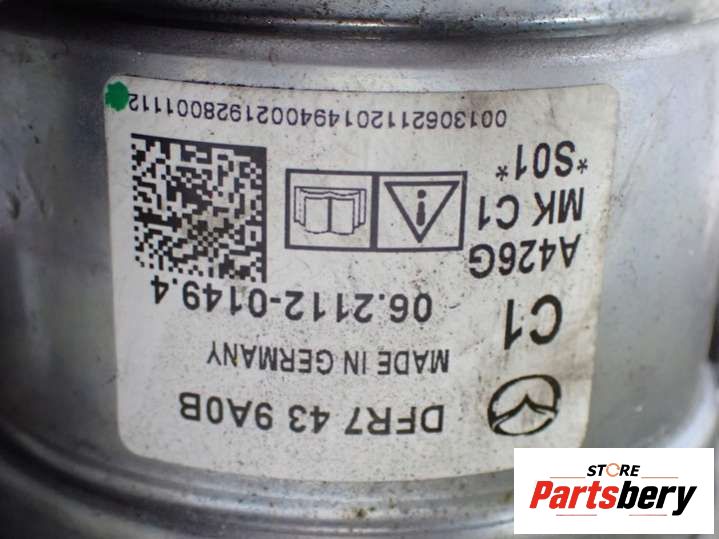 DFR7 43 9A0B
MADE IN GERMANY
C1
06.2112-0149.4
A426G
MK C1
*S01*
00130621120149400219280011112
STORE
Partsbery